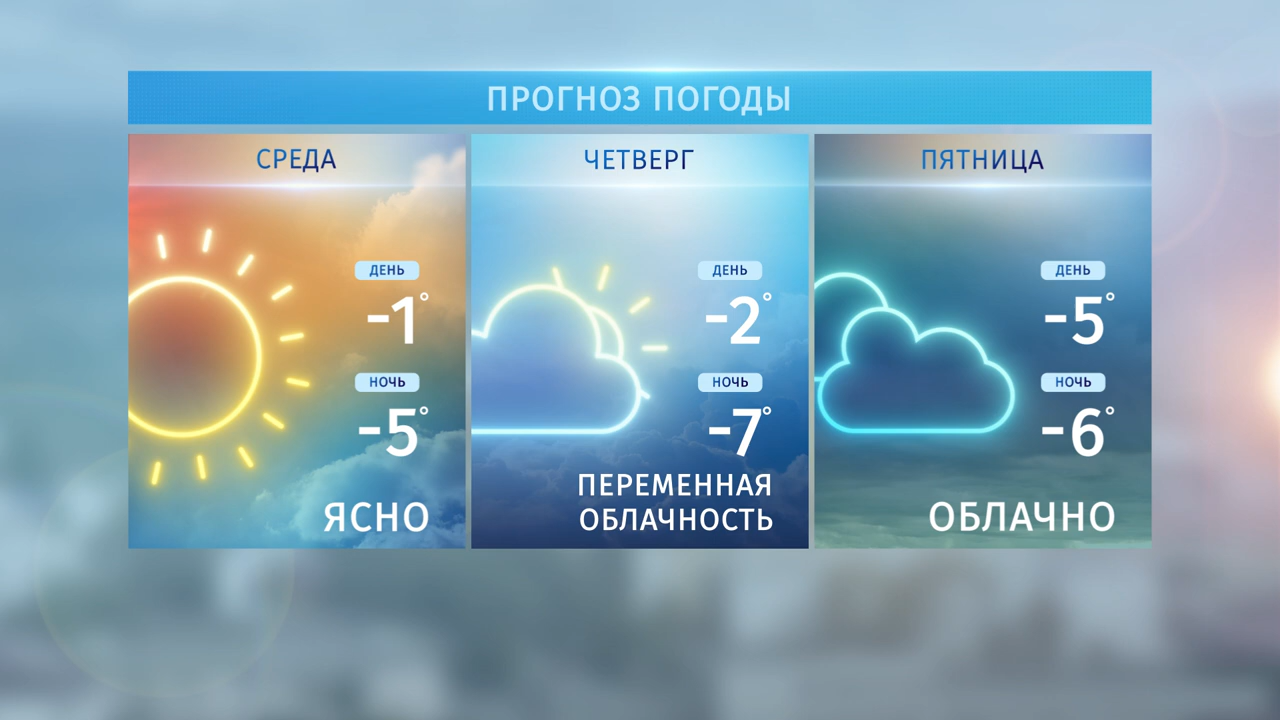 ПРОГНОЗ ПОГОДЫ
СРЕДА
ДЕНЬ
-1°
НОЧЬ
-5°
ЯСНО
ЧЕТВЕРГ
ДЕНЬ
-2°
НОЧЬ
-7°
ПЕРЕМЕННАЯ
ОБЛАЧНОСТЬ
ПЯТНИЦА
ДЕНЬ
-5°
НОЧЬ
-6°
ОБЛАЧНО